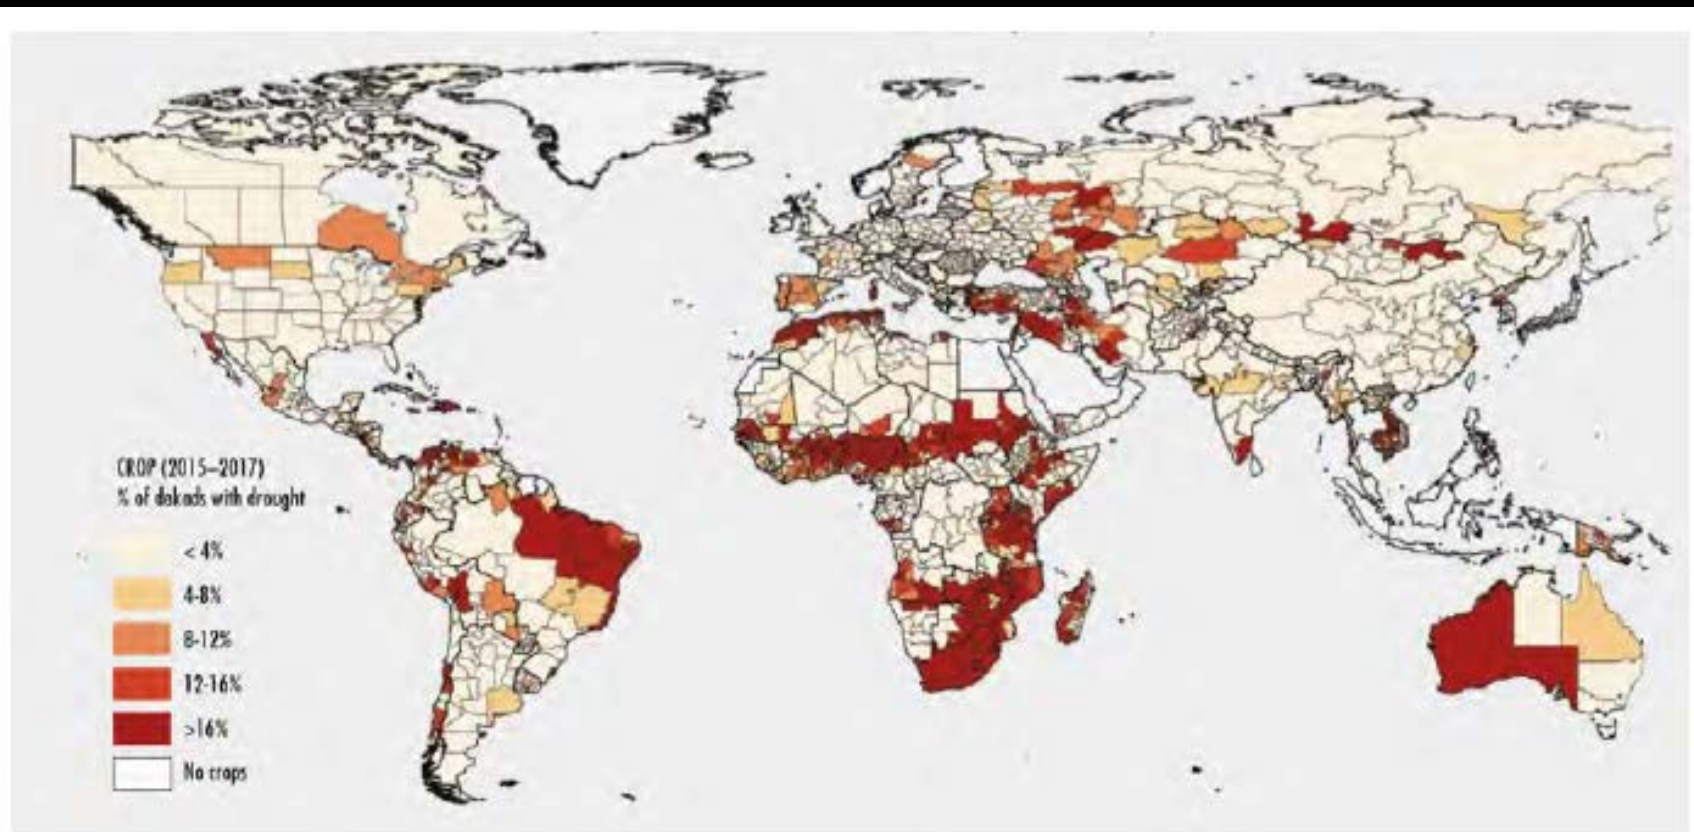 CROP (2015–2017)
% of dekads with drought
< 4%
4-8%
8-12%
12-16%
>16%
No crops